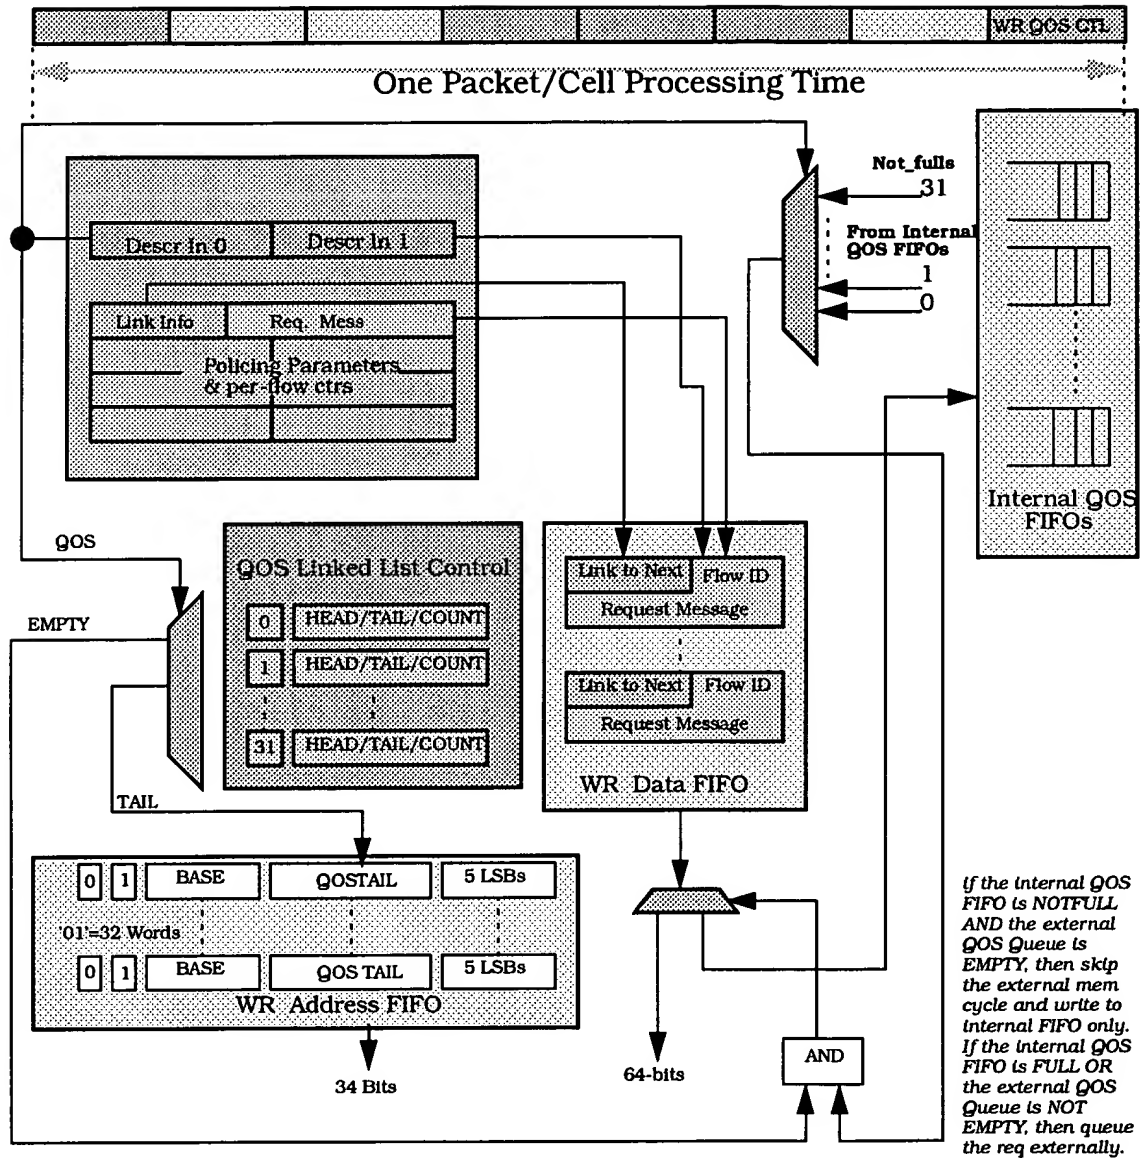 WR QOS CTL
One Packet/Cell Processing Time
Not_fulls
31
From Internal
QOS FIFOs
1
0
Descr In 0
Descr In 1
Link Info
Req. Mess
Policing Parameters
& per-flow ctrs
Internal QOS
FIFOs
QOS
EMPTY
TAIL
QOS Linked List Control
0
HEAD/TAIL/COUNT
1
HEAD/TAIL/COUNT
31
HEAD/TAIL/COUNT
Link to Next
Flow ID
Request Message
Link to Next
Flow ID
Request Message
WR Data FIFO
0
1
BASE
QOSTAIL
5 LSBs
'01'=32 Words
0
1
BASE
QOS TAIL
5 LSBs
WR Address FIFO
34 Bits
64-bits
AND
if the internal QOS
FIFO is NOTFULL
AND the external
QOS Queue is
EMPTY, then skip
the external mem
cycle and write to
internal FIFO only.
If the internal QOS
FIFO is FULL OR
the external QOS
Queue is NOT
EMPTY, then queue
the req externally.